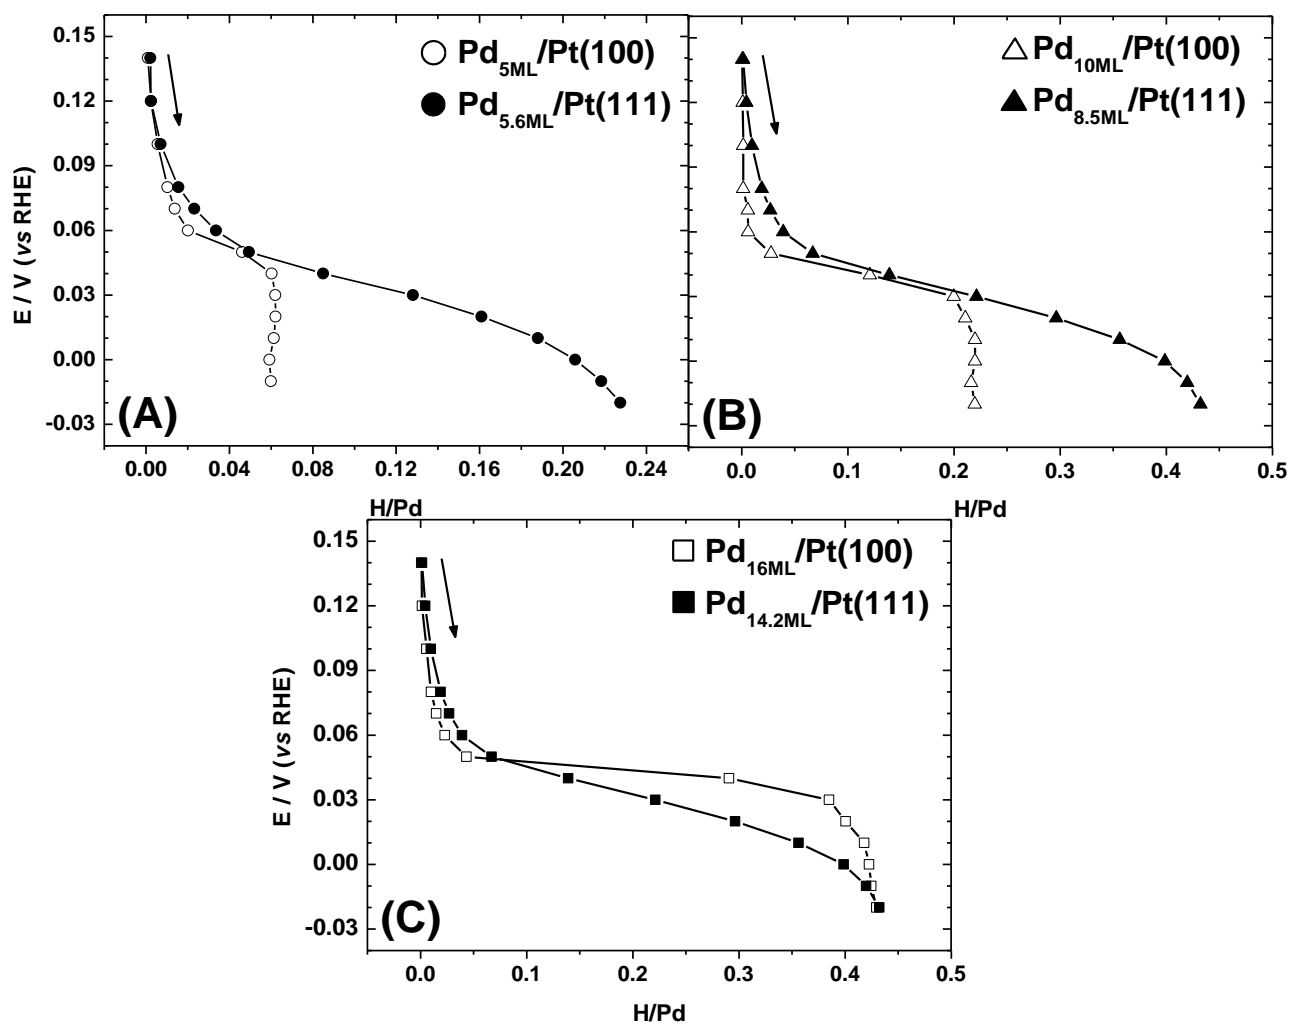 E / V (vs RHE)
0.15
0.12
0.09
0.06
0.03
0.00
-0.03
Pd5ML/Pt(100)
Pd5.6ML/Pt(111)
(A)
0.00 0.04 0.08 0.12 0.16 0.20 0.24
H/Pd
Pd10ML/Pt(100)
Pd8.5ML/Pt(111)
(B)
0.0 0.1 0.2 0.3 0.4 0.5
H/Pd
E / V (vs RHE)
0.15
0.12
0.09
0.06
0.03
0.00
-0.03
Pd16ML/Pt(100)
Pd14.2ML/Pt(111)
(C)
0.0 0.1 0.2 0.3 0.4 0.5
H/Pd